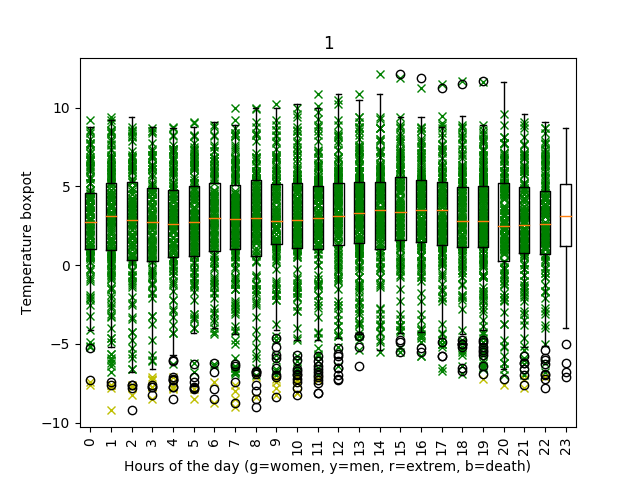 1
10
5
0
−5
−10
Temperature boxpot
0 1 2 3 4 5 6 7 8 9 10 11 12 13 14 15 16 17 18 19 20 21 22 23
Hours of the day (g=women, y=men, r=extrem, b=death)